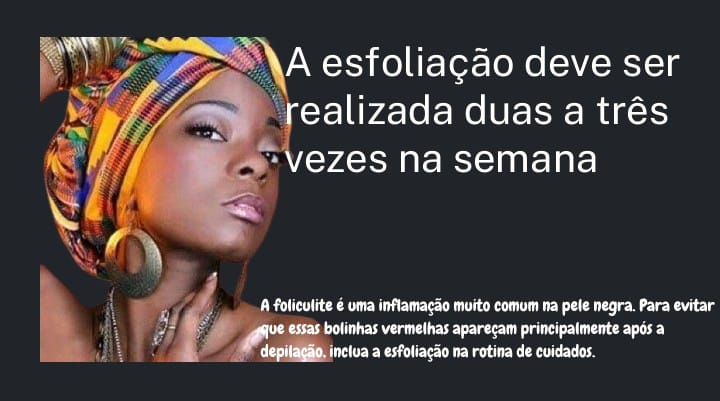 A esfoliação deve ser
realizada duas a três
vezes na semana
A foliculite é uma inflamação muito comum na pele negra. Para evitar
que essas bolinhas vermelhas apareçam principalmente após a
depilação, inclua a esfoliação na rotina de cuidados.